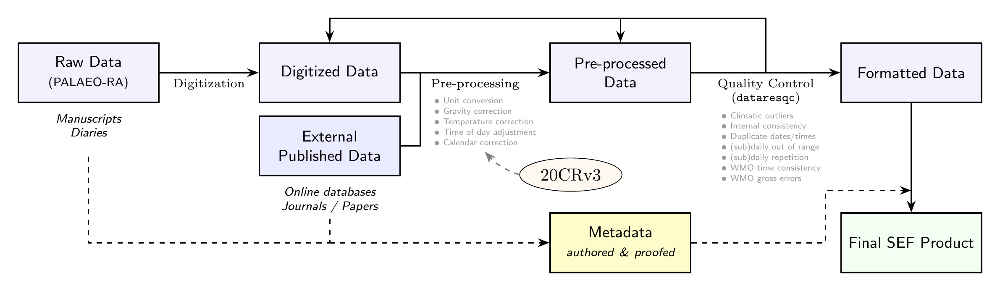 Raw Data
(PALAEO-RA)
Manuscripts
Diaries
Digitization
Digitized Data
External
Published Data
Online databases
Journals / Papers
Pre-processing
● Unit conversion
● Gravity correction
● Temperature correction
● Time of day adjustment
● Calendar correction
20CRv3
Pre-processed
Data
Quality Control
(dataresqc)
● Climatic outliers
● Internal consistency
● Duplicate dates/times
● (sub)daily out of range
● (sub)daily repetition
● WMO time consistency
● WMO gross errors
Formatted Data
Metadata
authored & proofed
Final SEF Product